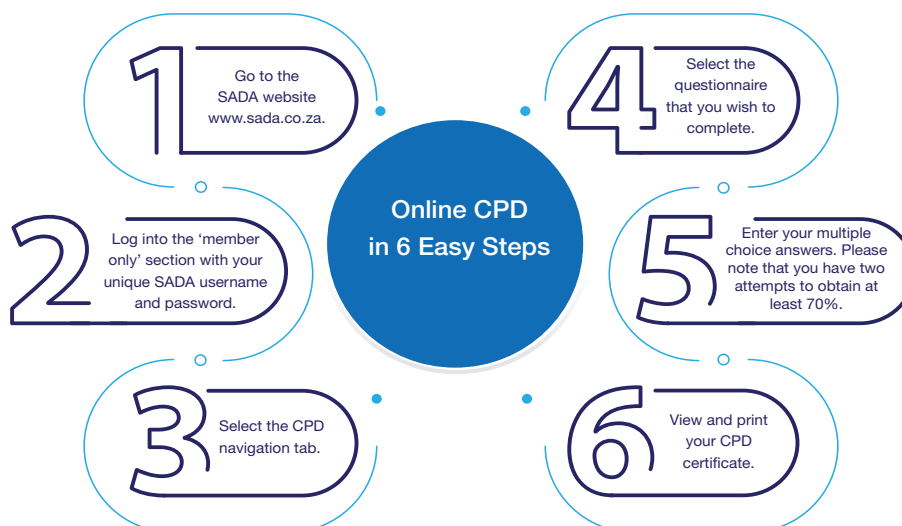 Online CPD
in 6 Easy Steps
1
Go to the
SADA website
www.sada.co.za.
2
Log into the ‘member
only’ section with your
unique SADA username
and password.
3
Select the CPD
navigation tab.
4
Select the
questionnaire
that you wish to
complete.
5
Enter your multiple
choice answers. Please
note that you have two
attempts to obtain at
least 70%.
6
View and print
your CPD
certificate.